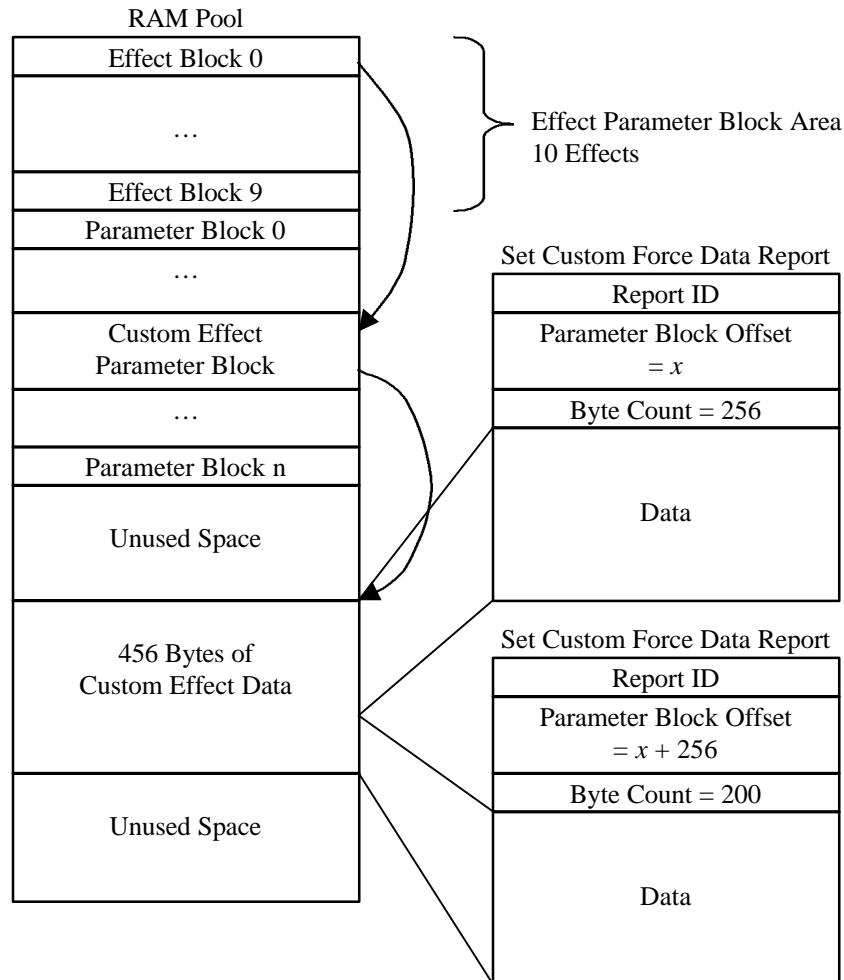 RAM Pool
Effect Block 0
…
Effect Block 9
Parameter Block 0
…
Custom Effect
Parameter Block
…
Parameter Block n
Unused Space
456 Bytes of
Custom Effect Data
Unused Space
Effect Parameter Block Area
10 Effects
Set Custom Force Data Report
Report ID
Parameter Block Offset
= x
Byte Count = 256
Data
Set Custom Force Data Report
Report ID
Parameter Block Offset
= x + 256
Byte Count = 200
Data